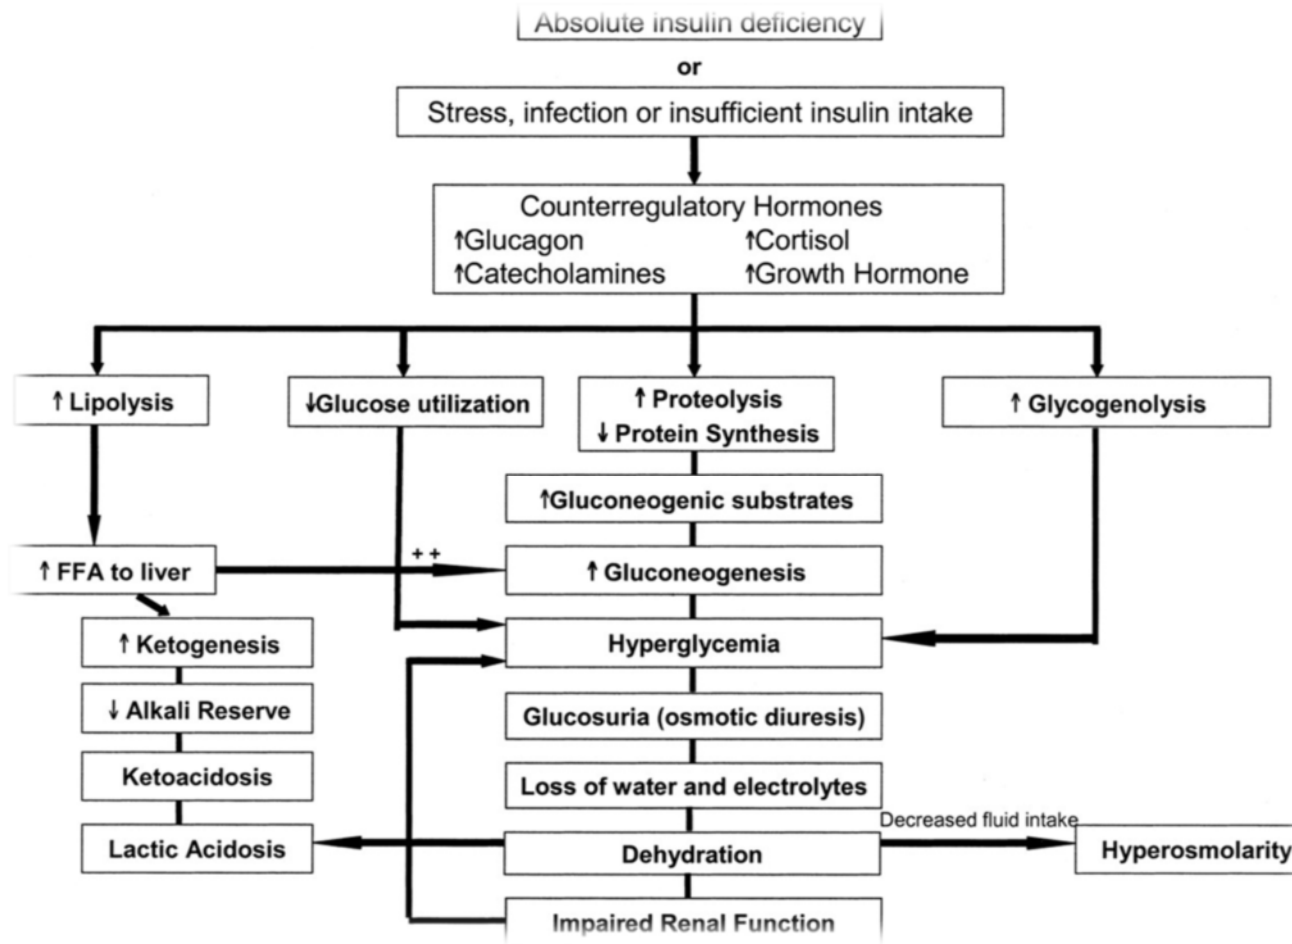 Absolute insulin deficiency
or
Stress, infection or insufficient insulin intake
Counterregulatory Hormones
↑Glucagon ↑Cortisol
↑Catecholamines ↑Growth Hormone
↑ Lipolysis
↓Glucose utilization
↑ Proteolysis
↓ Protein Synthesis
↑ Glycogenolysis
↑Gluconeogenic substrates
↑ FFA to liver
+ +
↑ Gluconeogenesis
↑ Ketogenesis
Hyperglycemia
↓ Alkali Reserve
Glucosuria (osmotic diuresis)
Ketoacidosis
Loss of water and electrolytes
Lactic Acidosis
Dehydration
Decreased fluid intake
Hyperosmolarity
Impaired Renal Function